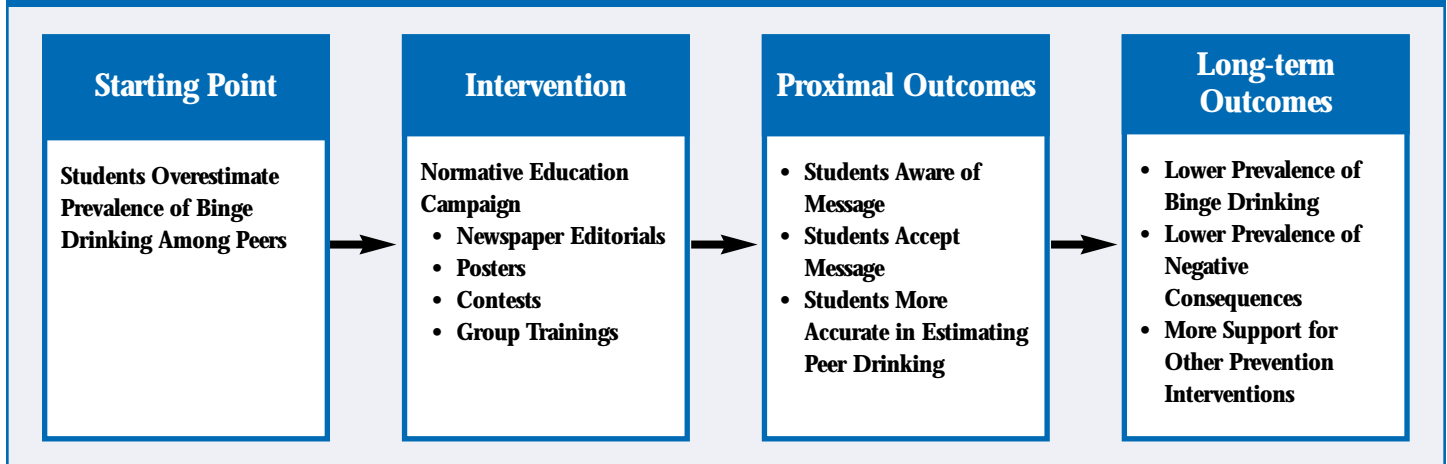 Starting Point
Students Overestimate
Prevalence of Binge
Drinking Among Peers
Intervention
Normative Education
Campaign
• Newspaper Editorials
• Posters
• Contests
• Group Trainings
Proximal Outcomes
• Students Aware of
Message
• Students Accept
Message
• Students More
Accurate in Estimating
Peer Drinking
Long-term
Outcomes
• Lower Prevalence of
Binge Drinking
• Lower Prevalence of
Negative
Consequences
• More Support for
Other Prevention
Interventions